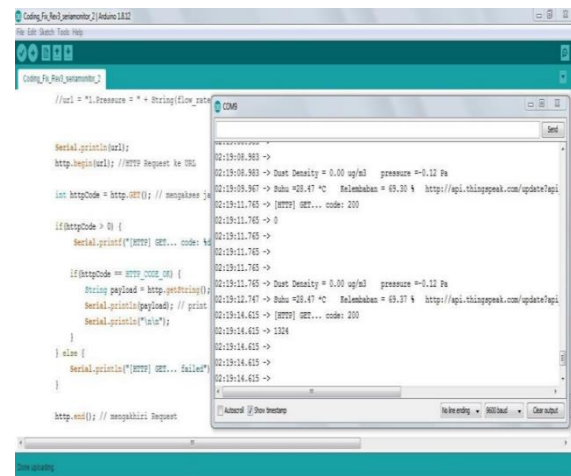 Coding_Fix_Rev3_seriamonitor_2 | Arduino 1.8.12
File Edit Sketch Tools Help
Coding_Fix_Rev3_seriamonitor_2
//url = "1.Pressure = " + String(flow_rate
Serial.println(url);
http.begin(url); //HTTP Request ke URL
int httpCode = http.GET(); // mengakses ja
if(httpCode > 0) {
Serial.printf("[HTTP] GET... code: %d
if(httpCode == HTTP_CODE_OK) {
String payload = http.getString();
Serial.println(payload); // print
Serial.println("\n\n");
}
} else {
Serial.println("[HTTP] GET... failed")
}
http.end(); // mengakhiri Request
Done uploading.
COM9
Send
02:19:08.983 ->
02:19:08.983 ->
02:19:08.983 -> Dust Density = 0.00 ug/m3 pressure =-0.12 Pa
02:19:09.967 -> Suhu =28.47 *C Kelembaban = 69.30 % http://api.thingspeak.com/update?api
02:19:11.765 -> [HTTP] GET... code: 200
02:19:11.765 -> 0
02:19:11.765 ->
02:19:11.765 ->
02:19:11.765 ->
02:19:11.765 -> Dust Density = 0.00 ug/m3 pressure =-0.12 Pa
02:19:12.747 -> Suhu =28.47 *C Kelembaban = 69.37 % http://api.thingspeak.com/update?api
02:19:14.615 -> [HTTP] GET... code: 200
02:19:14.615 -> 1324
02:19:14.615 ->
02:19:14.615 ->
02:19:14.615 ->
Autoscroll Show timestamp No line ending 9600 baud Clear output